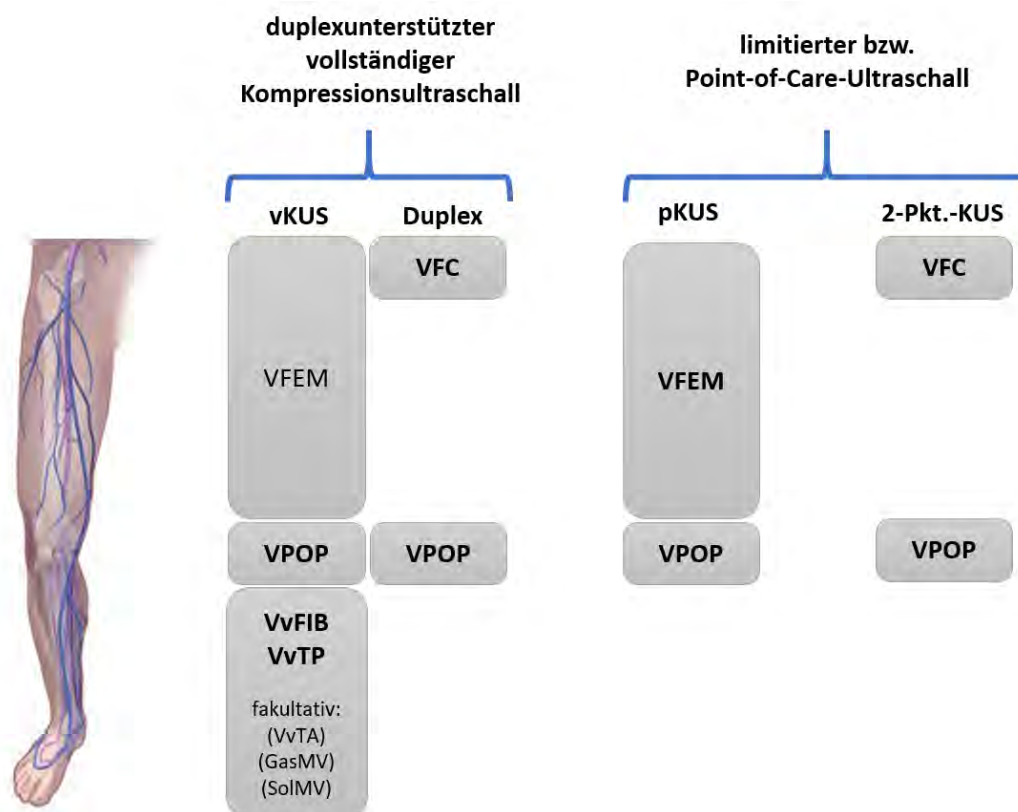 duplexunterstützter
vollständiger
Kompressionsultraschall
limitierter bzw.
Point-of-Care-Ultraschall
vKUS
Duplex
pKUS
2-Pkt.-KUS
VFC
VFC
VFEM
VFEM
VPOP
VPOP
VPOP
VPOP
VvFIB
VvTP
fakultativ:
(VvTA)
(GasMV)
(SolMV)